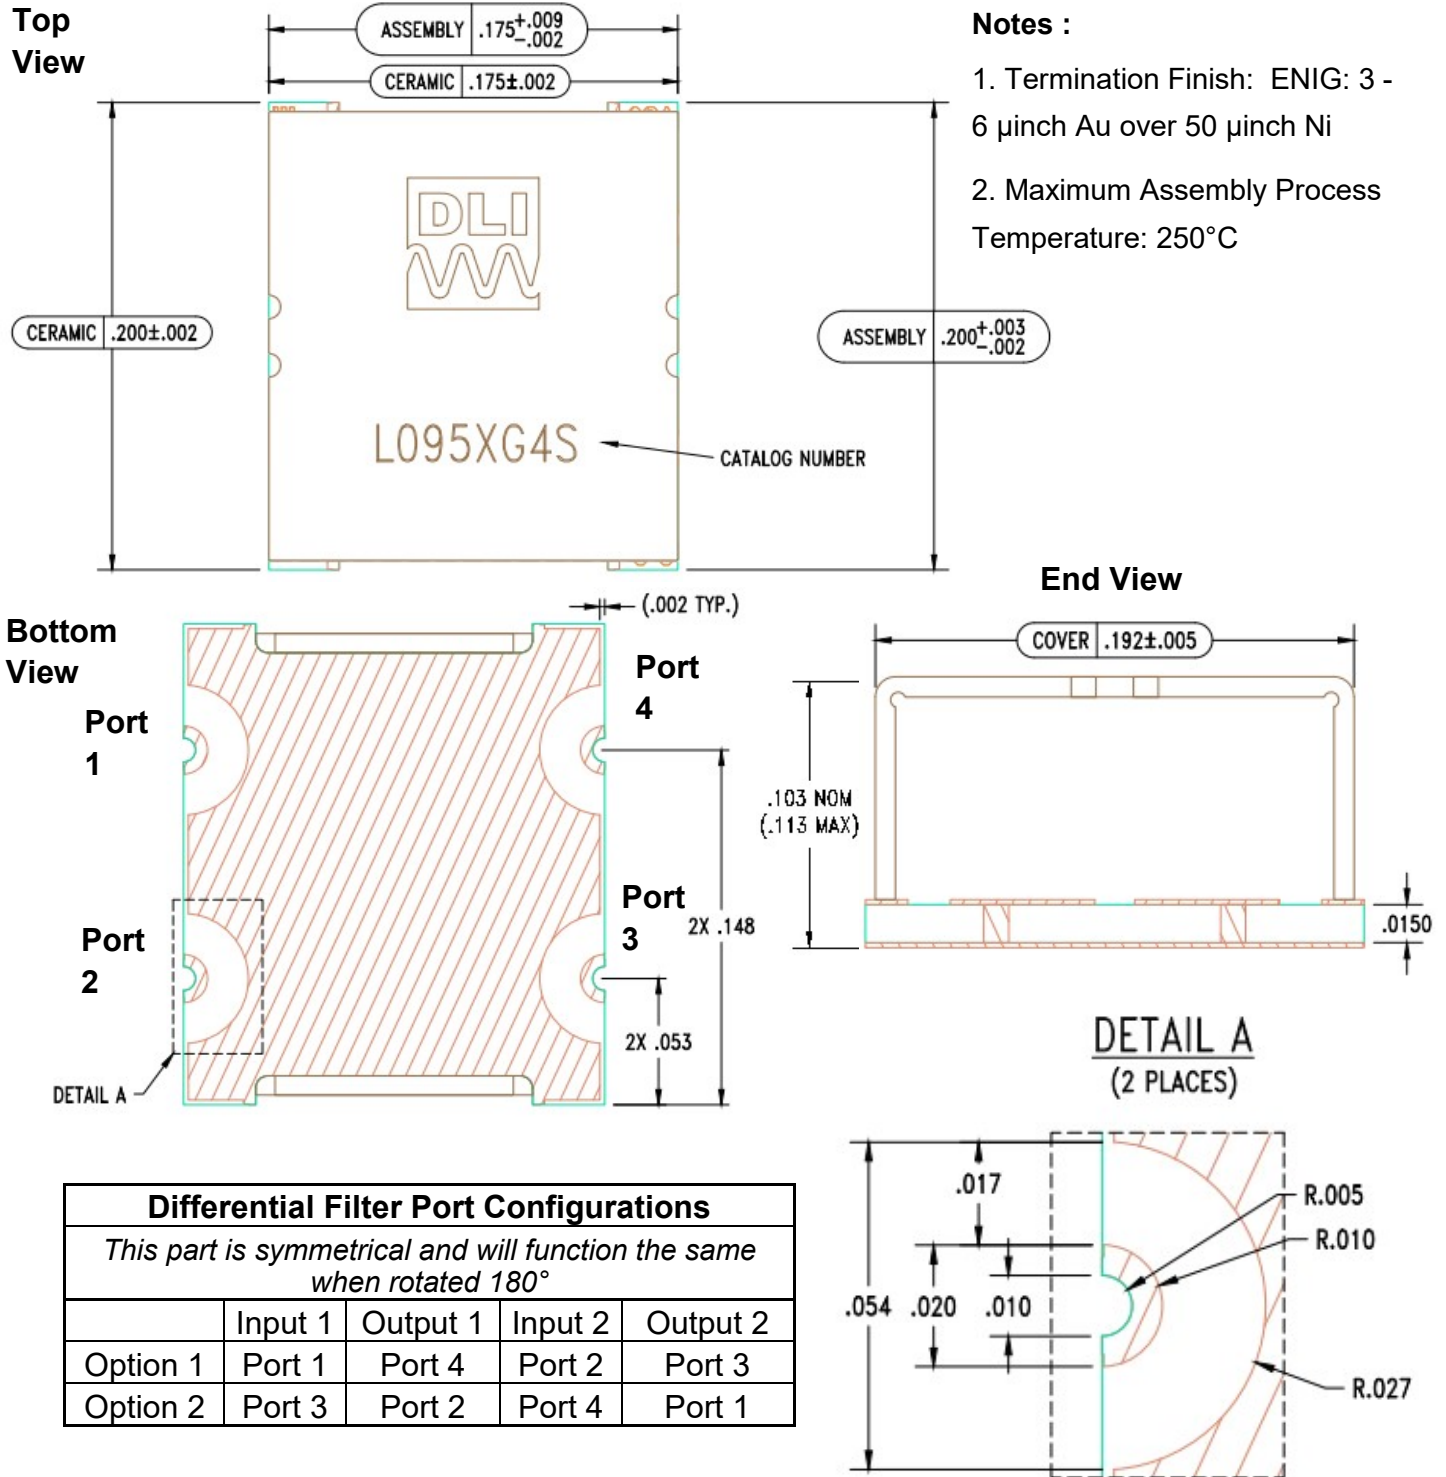 Top
View
ASSEMBLY .175+.009
-.002
CERAMIC .175±.002
Notes :
1. Termination Finish: ENIG: 3 -
6 µinch Au over 50 µinch Ni
2. Maximum Assembly Process
Temperature: 250°C
DLI
CERAMIC .200±.002
ASSEMBLY .200+.003
-.002
L095XG4S
CATALOG NUMBER
Bottom
View
(.002 TYP.)
Port
1
Port
4
Port
2
Port
3
2X .148
2X .053
DETAIL A
End View
COVER .192±.005
.103 NOM
(.113 MAX)
.0150
DETAIL A
(2 PLACES)
.017
R.005
R.010
.054 .020 .010
R.027
Differential Filter Port Configurations
This part is symmetrical and will function the same
when rotated 180°
Input 1 Output 1 Input 2 Output 2
Option 1 Port 1 Port 4 Port 2 Port 3
Option 2 Port 3 Port 2 Port 4 Port 1